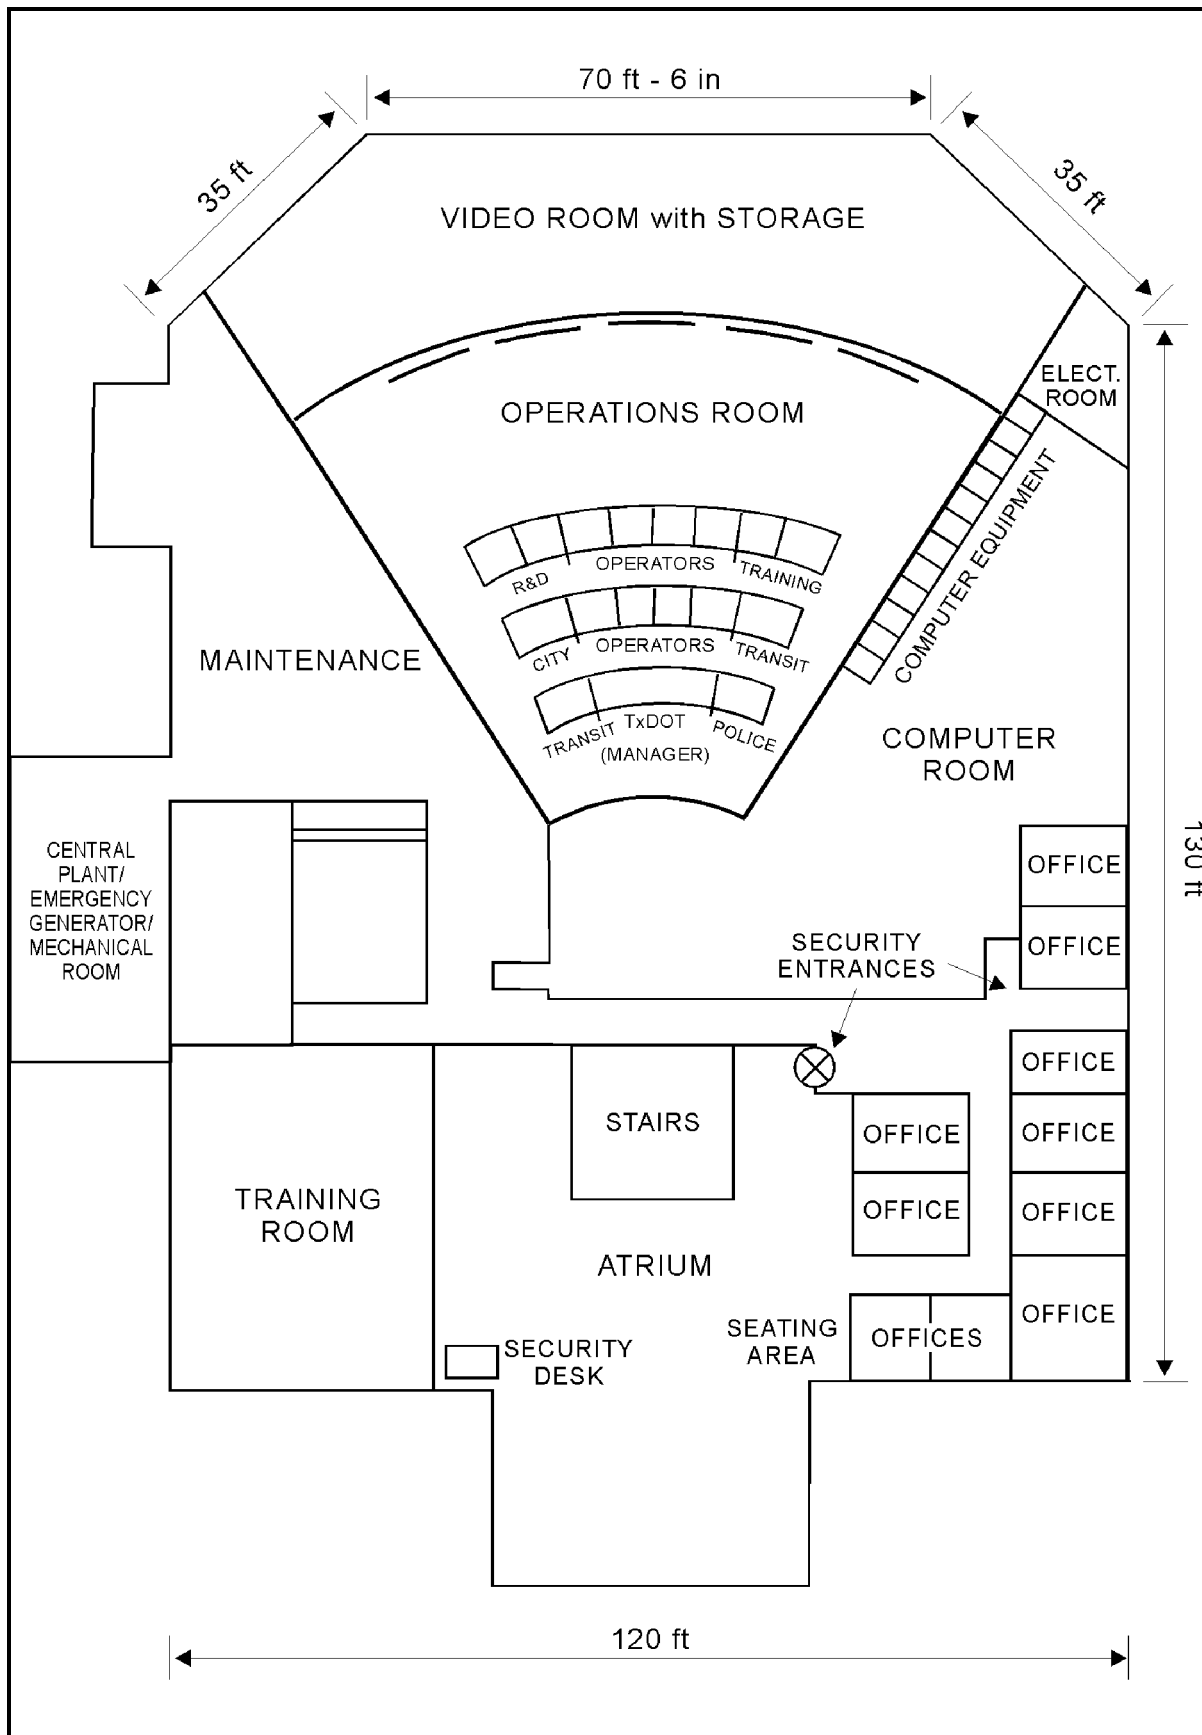 70 ft - 6 in
35 ft
35 ft
VIDEO ROOM with STORAGE
ELECT.
ROOM
OPERATIONS ROOM
COMPUTER EQUIPMENT
R&D
OPERATORS
TRAINING
CITY
OPERATORS
TRANSIT
MAINTENANCE
TRANSIT
TxDOT
(MANAGER)
POLICE
COMPUTER
ROOM
130 ft
CENTRAL
PLANT/
EMERGENCY
GENERATOR/
MECHANICAL
ROOM
OFFICE
OFFICE
SECURITY
ENTRANCES
OFFICE
STAIRS
OFFICE
OFFICE
TRAINING
ROOM
OFFICE
OFFICE
ATRIUM
SEATING
AREA
OFFICES
OFFICE
SECURITY
DESK
120 ft